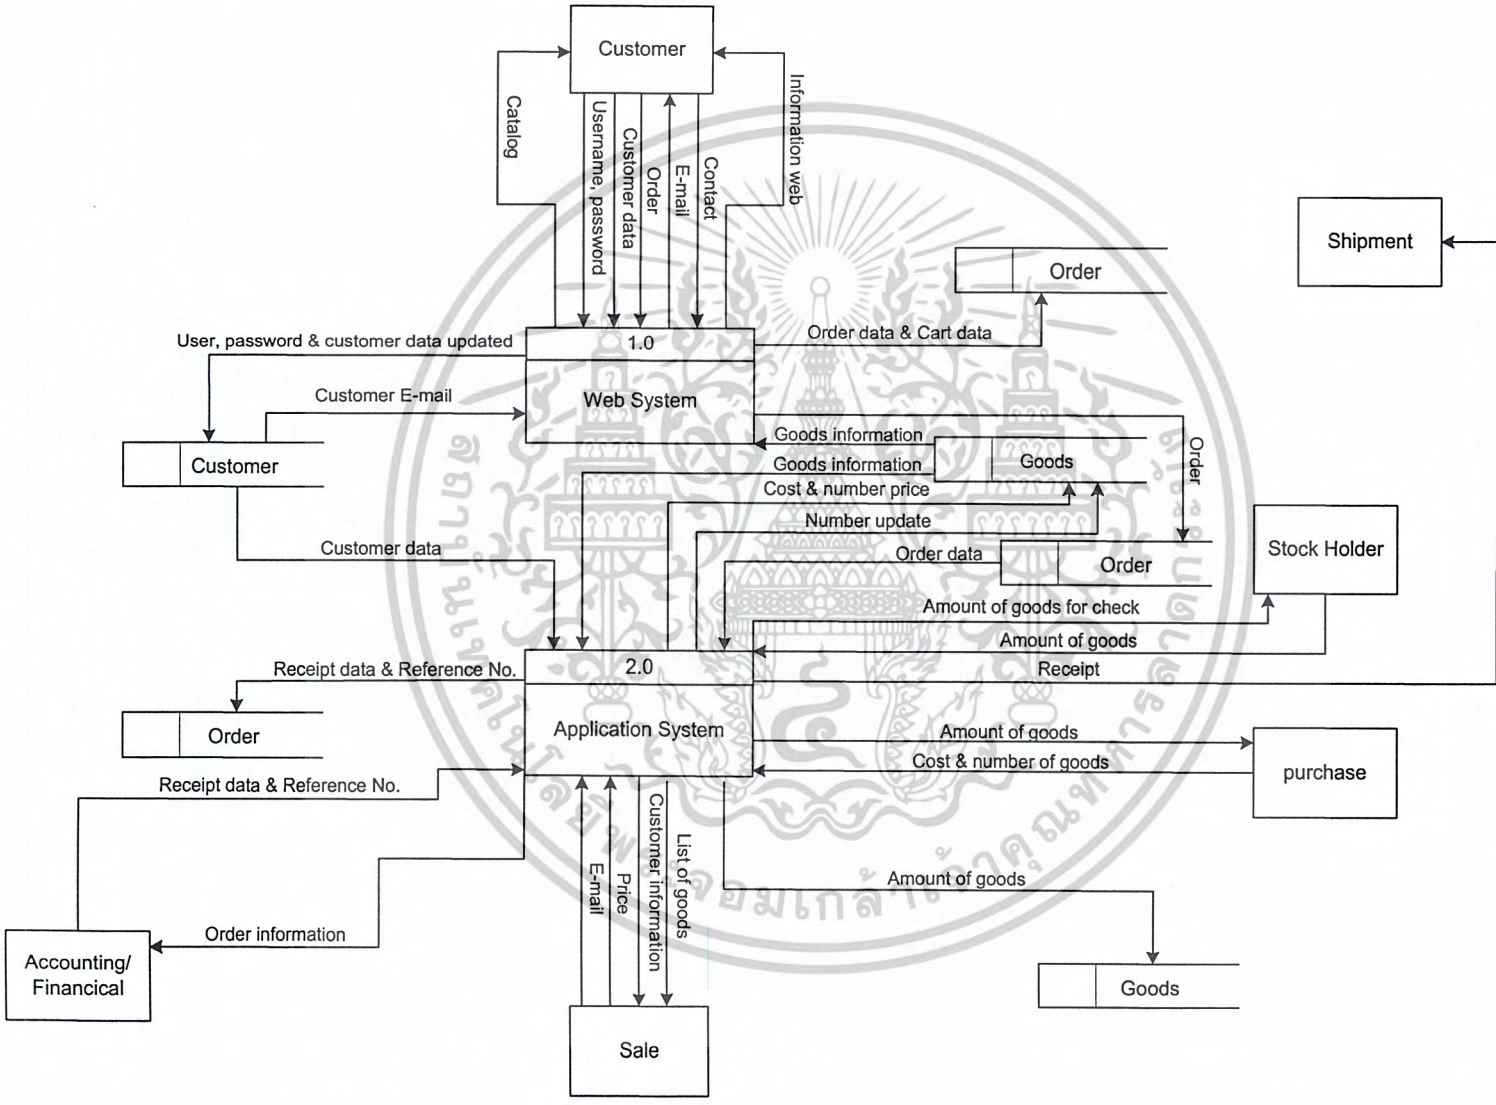 Customer
Catalog
Username, password
Customer data
Order
E-mail
Contact
Information web
Shipment
Order
User, password & customer data updated
1.0
Order data & Cart data
Web System
Customer E-mail
Goods information
Customer
Goods information
Goods
Order
Cost & number price
Number update
Customer data
Order data
Order
Stock Holder
Amount of goods for check
Amount of goods
Receipt data & Reference No.
2.0
Receipt
Order
Application System
Amount of goods
Cost & number of goods
purchase
Receipt data & Reference No.
E-mail
Price
Customer information
List of goods
Amount of goods
Order information
Accounting/
Financical
Goods
Sale